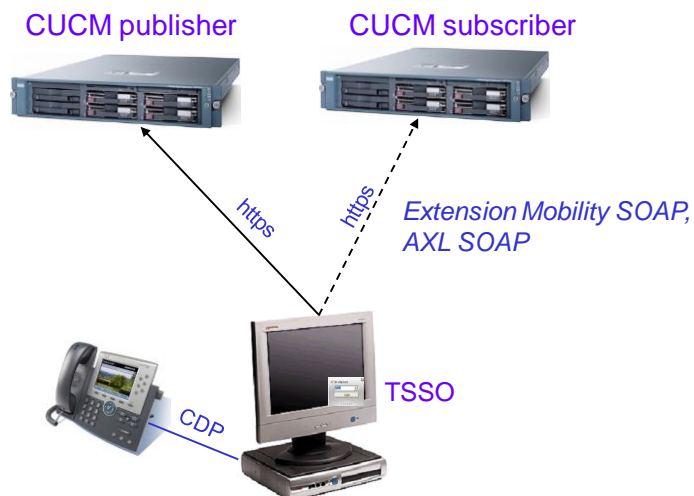 CUCM publisher
CUCM subscriber
https
https
Extension Mobility SOAP,
AXL SOAP
TSSO
CDP